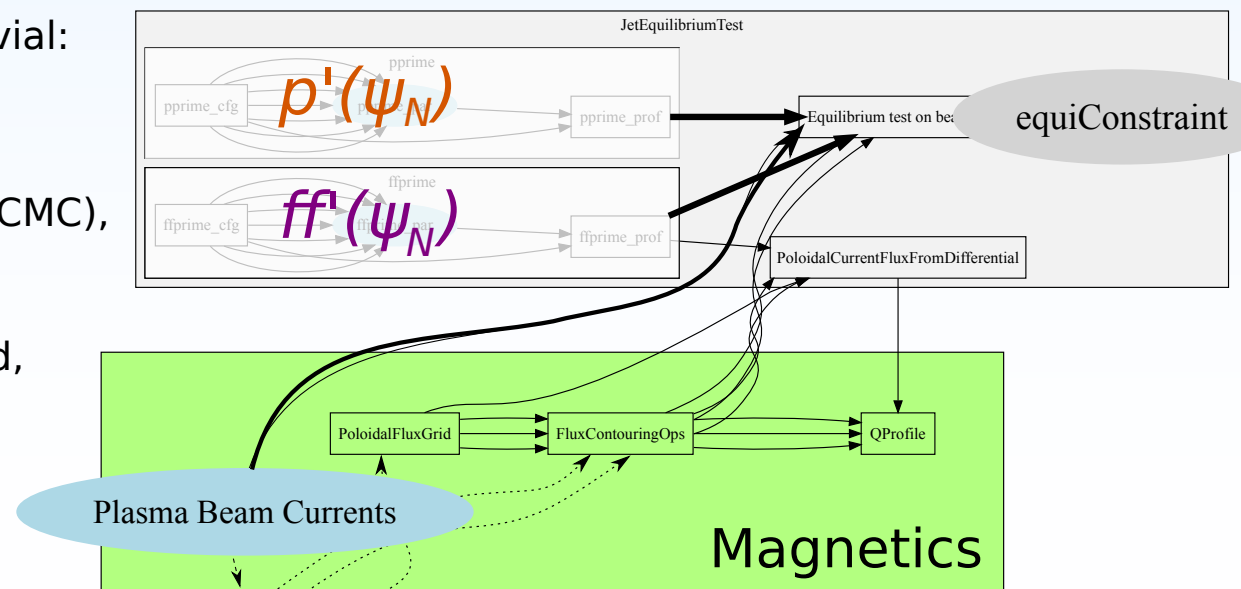 vial:
CMC),
d,
JetEquilibriumTest
pprime
pprime_cfg
p'(ψN)
pprime_prof
Equilibrium test on bea
equiConstraint
ffprime
ffprime_cfg
ff'(ψN)
ffprime_par
ffprime_prof
PoloidalCurrentFluxFromDifferential
PoloidalFluxGrid
FluxContouringOps
QProfile
Plasma Beam Currents
Magnetics